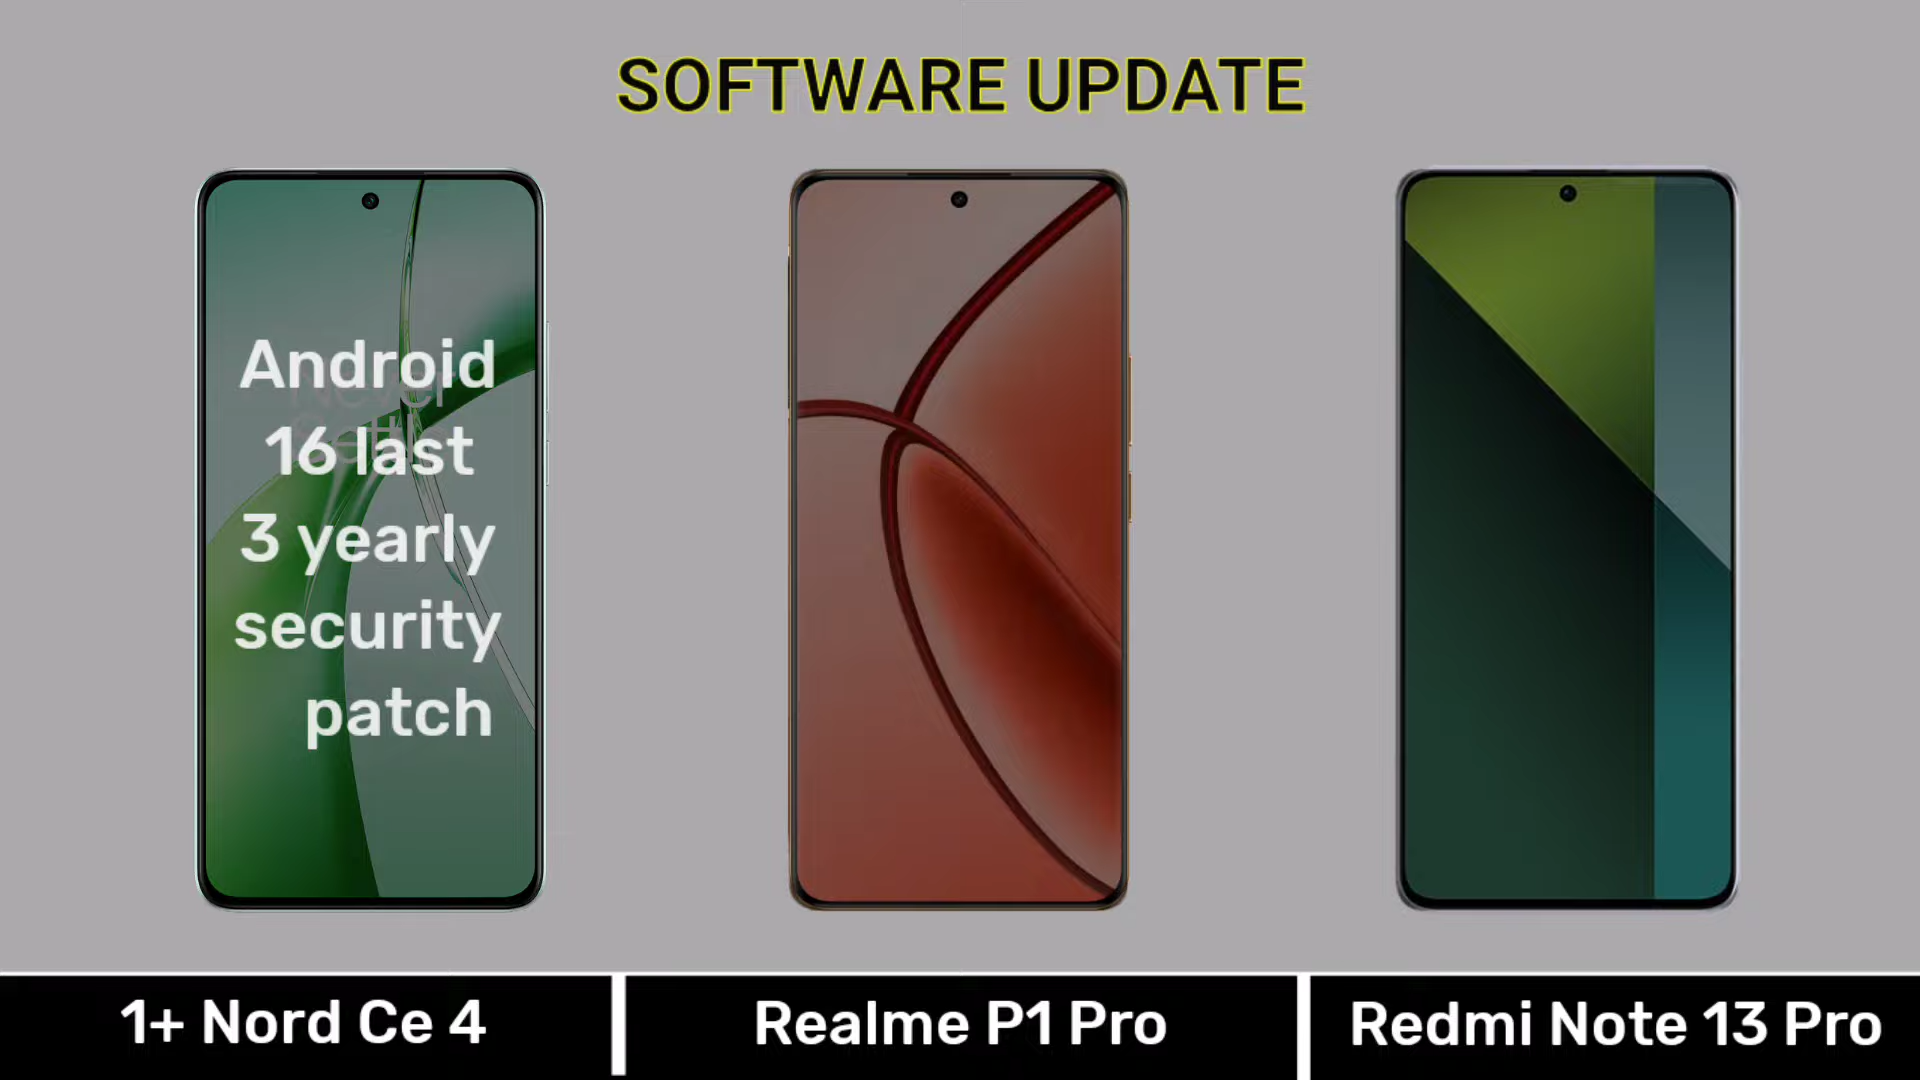 SOFTWARE UPDATE
Android
16 last
3 yearly
security
patch
Never
1+ Nord Ce 4
Realme P1 Pro
Redmi Note 13 Pro